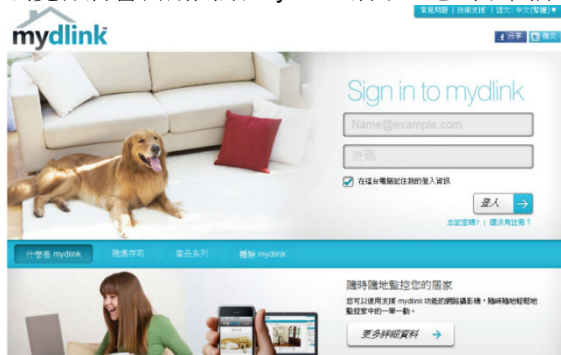 常見問題 | 技術支援 | 語文: 中文(繁體)▼
mydlink
分享 推文
Sign in to mydlink
Name@example.com
密碼
在這台電腦記住我的登入資訊
登入
忘記密碼? | 還沒有註冊?
什麼是 mydlink 隨處存取 產品系列 體驗 mydlink
隨時隨地監控您的居家
您可以使用支援 mydlink 功能的網路攝影機,隨時隨地輕鬆地
監控家中的一舉一動。
更多詳細資料